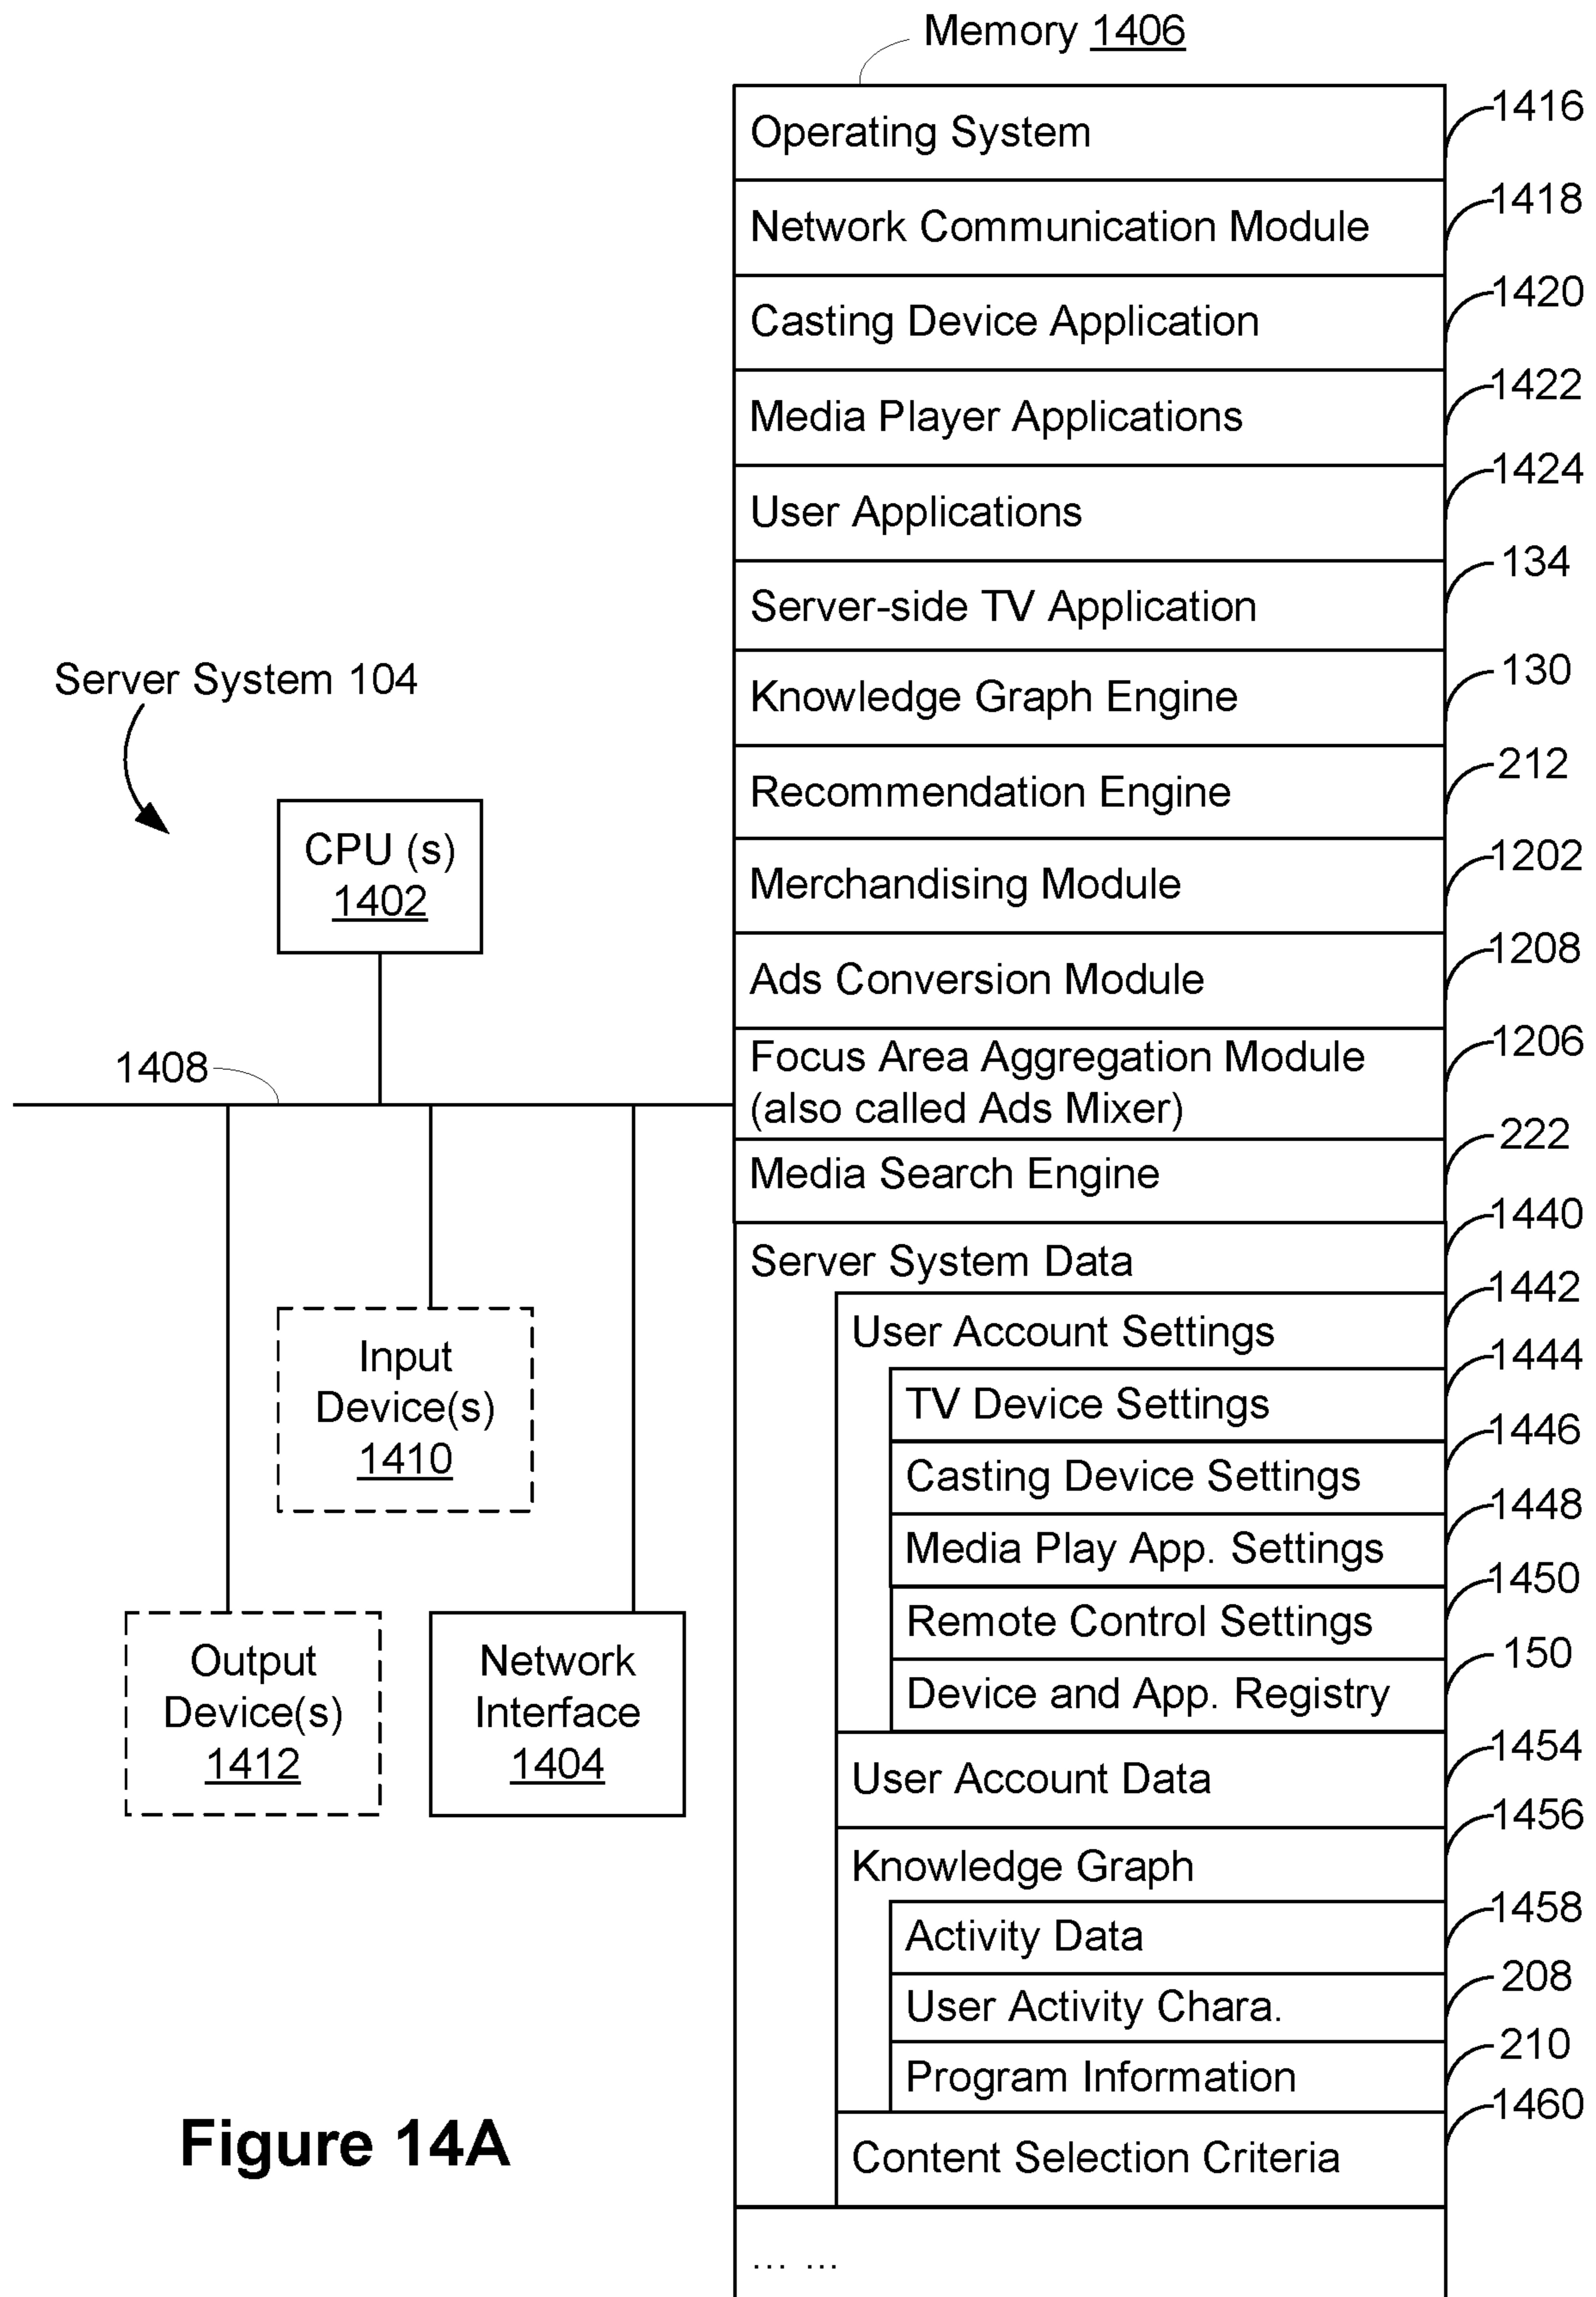 Memory 1406
Operating System 1416
Network Communication Module 1418
Casting Device Application 1420
Media Player Applications 1422
User Applications 1424
Server-side TV Application 134
Knowledge Graph Engine 130
Recommendation Engine 212
Merchandising Module 1202
Ads Conversion Module 1208
Focus Area Aggregation Module 1206
(also called Ads Mixer)
Media Search Engine 222
Server System Data 1440
User Account Settings 1442
TV Device Settings 1444
Casting Device Settings 1446
Media Play App. Settings 1448
Remote Control Settings 1450
Device and App. Registry 150
User Account Data 1454
Knowledge Graph 1456
Activity Data 1458
User Activity Chara. 208
Program Information 210
Content Selection Criteria 1460
... ...
Server System 104
CPU (s)
1402
1408
Input
Device(s)
1410
Output
Device(s)
1412
Network
Interface
1404
Figure 14A